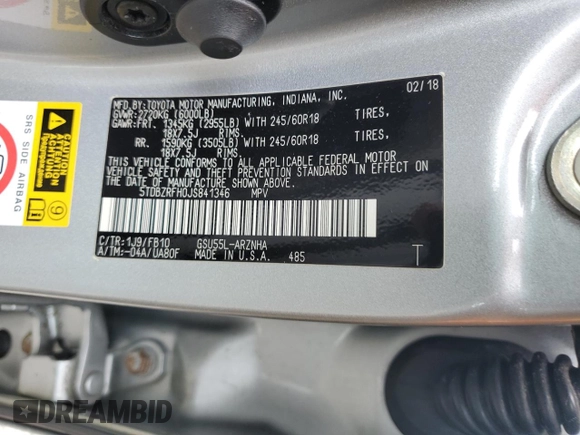 MFD.BY:TOYOTA MOTOR MANUFACTURING, INDIANA, INC. 02/18
GVWR:2720KG (6000LB)
GAWR:FRT. 1345KG (2955LB) WITH 245/60R18 TIRES,
18X7.5J RIMS,
RR. 1590KG (3505LB) WITH 245/60R18 TIRES,
18X7.5J RIMS
THIS VEHICLE CONFORMS TO ALL APPLICABLE FEDERAL MOTOR
VEHICLE SAFETY AND THEFT PREVENTION STANDARDS IN EFFECT ON
THE DATE OF MANUFACTURE SHOWN ABOVE.
5TDBZRFH0JS841346 MPV
C/TR:1J9/FB10 GSU55L-ARZNHA
A/TM:-04A/UA80F MADE IN U.S.A. 485 T
SRS SIDE AIRBAG
CAUTION
9
DREAMBID